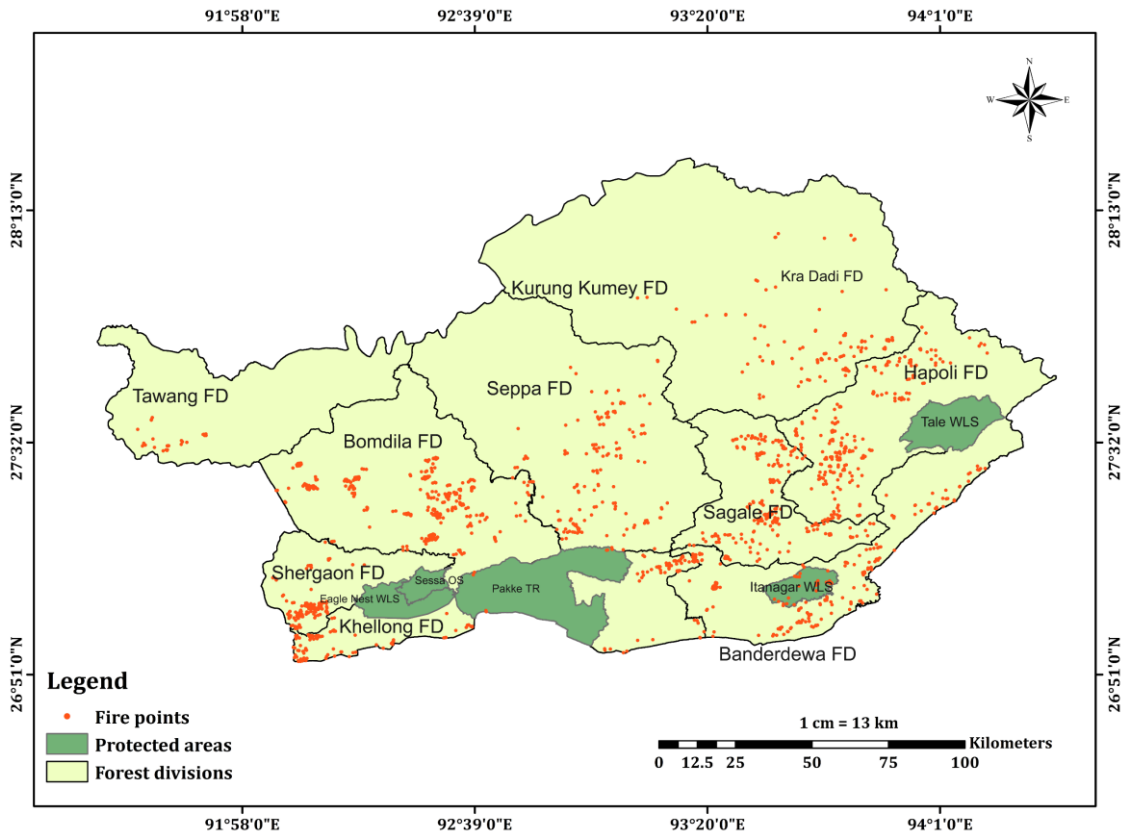 91°58'0"E 92°39'0"E 93°20'0"E 94°1'0"E
N
W E
S
28°13'0"N 28°13'0"N
Kra Dadi FD
Kurung Kumey FD
Hapoli FD
Seppa FD
Tawang FD
Tale WLS
27°32'0"N 27°32'0"N
Bomdila FD
Sagale FD
Shergaon FD
Sessa OS
Pakke TR
Itanagar WLS
Eagle Nest WLS
Khellong FD
Banderdewa FD
26°51'0"N 26°51'0"N
Legend
Fire points
Protected areas
Forest divisions
1 cm = 13 km
Kilometers
0 12.5 25 50 75 100
91°58'0"E 92°39'0"E 93°20'0"E 94°1'0"E